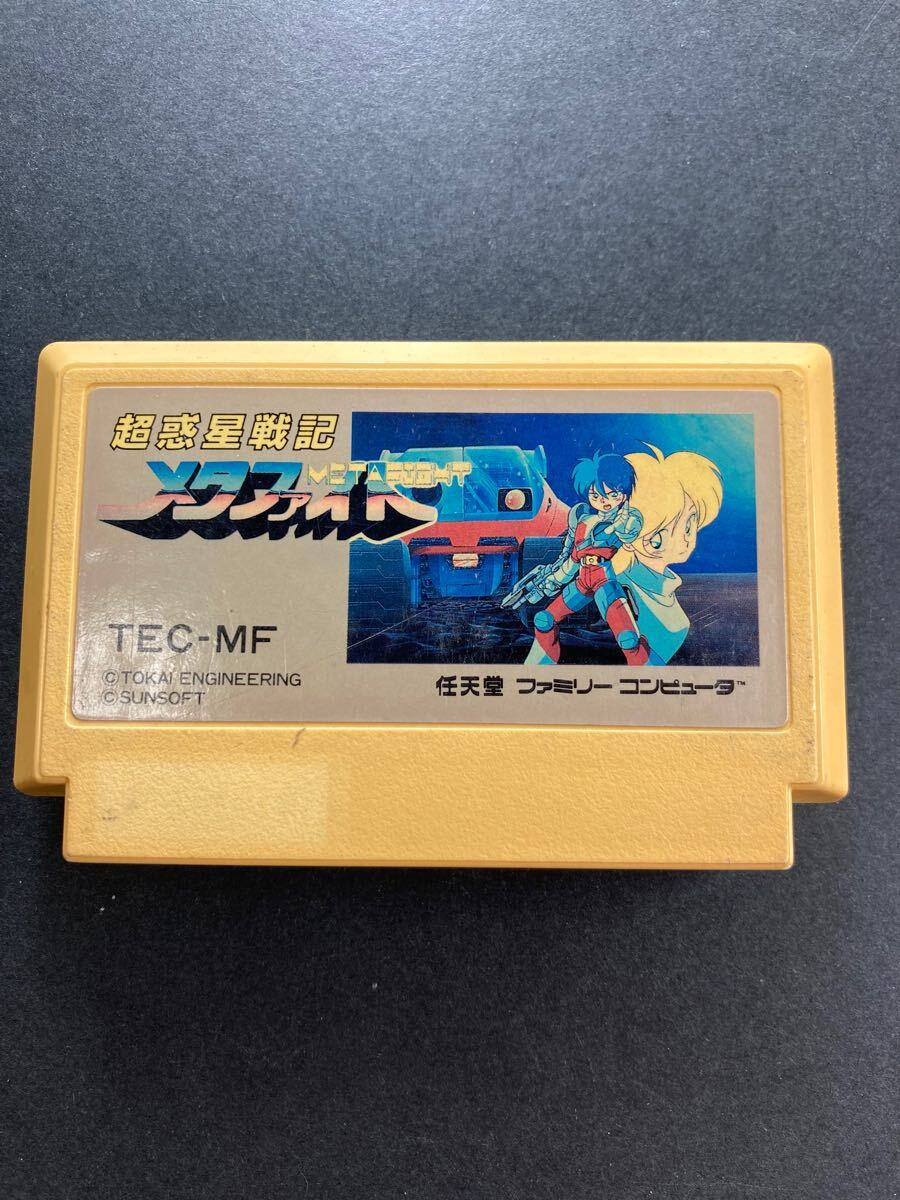 超惑星戦記
メタファイト
METAFIGHT
TEC-MF
©TOKAI ENGINEERING
©SUNSOFT
任天堂 ファミリー コンピュータ™